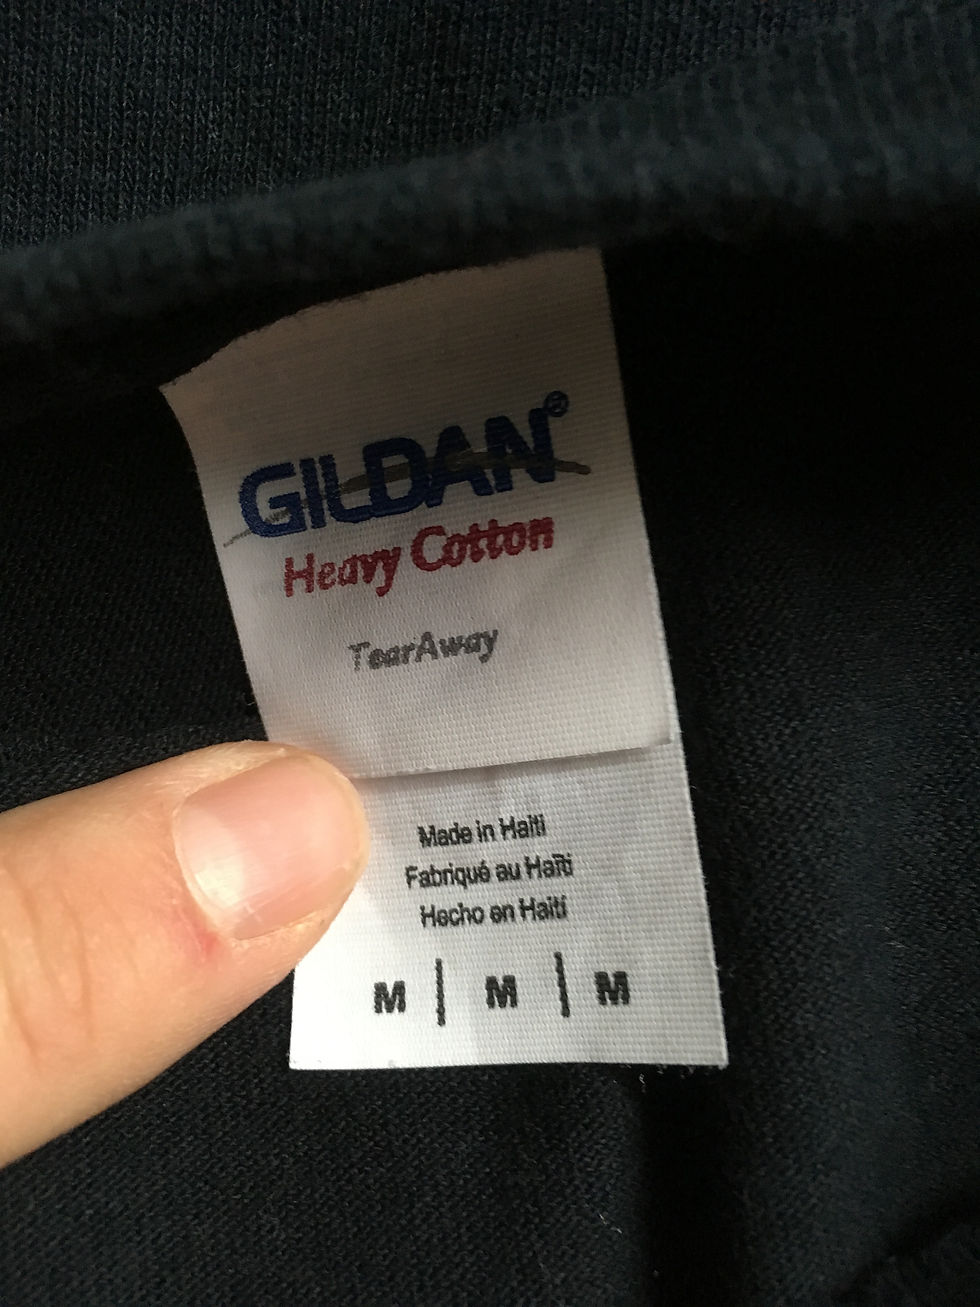 GILDAN®
Heavy Cotton
TearAway
Made in Haiti
Fabriqué au Haïti
Hecho en Haití
M | M | M